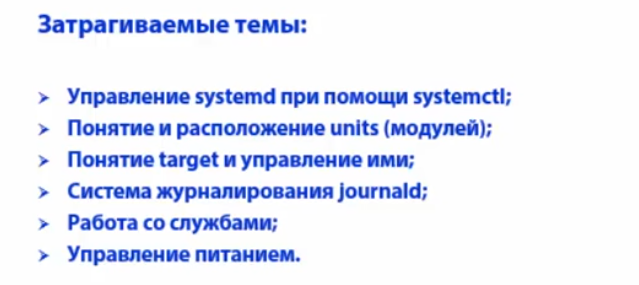 Затрагиваемые темы:
➢ Управление systemd при помощи systemctl;
➢ Понятие и расположение units (модулей);
➢ Понятие target и управление ими;
➢ Система журналирования journald;
➢ Работа со службами;
➢ Управление питанием.